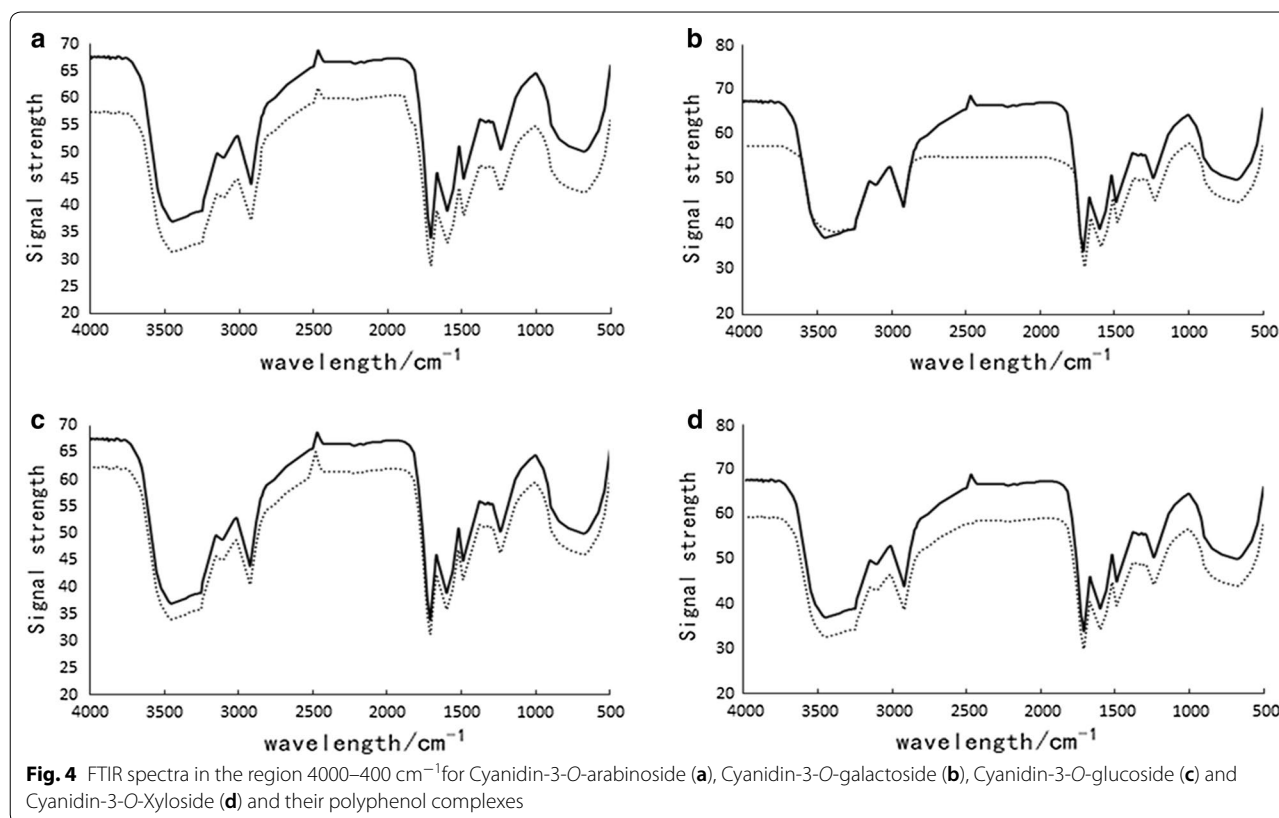 a
70
65
60
55
50
45
40
35
30
25
20
Signal strength
4000 3500 3000 2500 2000 1500 1000 500
wavelength/cm⁻¹
b
80
70
60
50
40
30
20
Signal strength
4000 3500 3000 2500 2000 1500 1000 500
wavelength/cm⁻¹
c
70
65
60
55
50
45
40
35
30
25
20
Signal strength
4000 3500 3000 2500 2000 1500 1000 500
wavelength/cm⁻¹
d
80
70
60
50
40
30
20
Signal strength
4000 3500 3000 2500 2000 1500 1000 500
wavelength/cm⁻¹
Fig. 4 FTIR spectra in the region 4000–400 cm⁻¹for Cyanidin-3-O-arabinoside (a), Cyanidin-3-O-galactoside (b), Cyanidin-3-O-glucoside (c) and
Cyanidin-3-O-Xyloside (d) and their polyphenol complexes